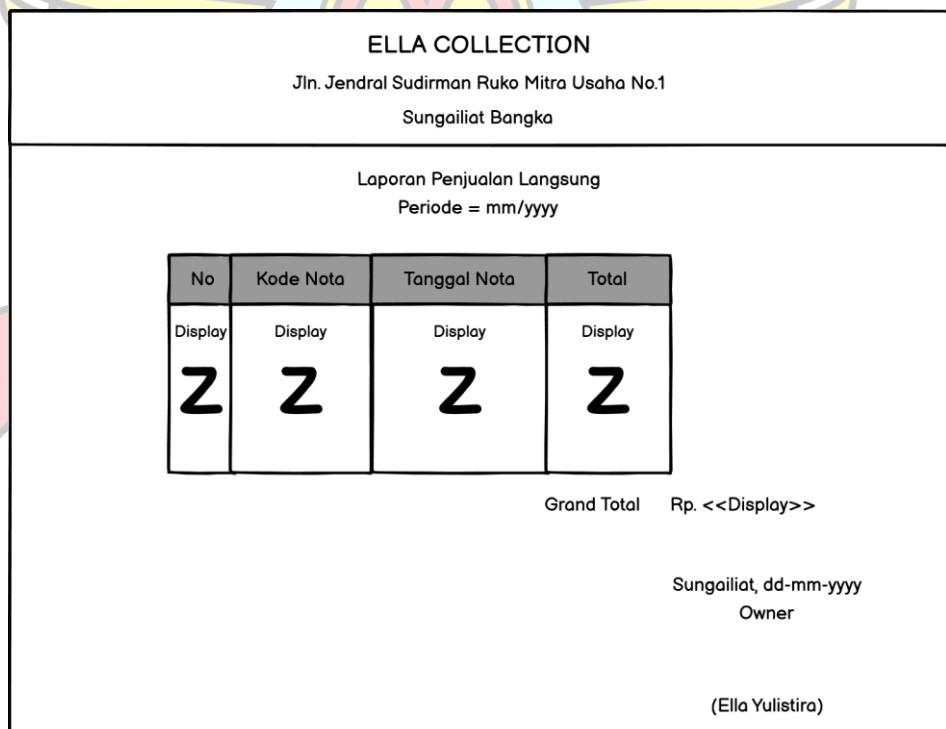 ELLA COLLECTION
Jln. Jendral Sudirman Ruko Mitra Usaha No.1
Sungailiat Bangka
Laporan Penjualan Langsung
Periode = mm/yyyy
No Kode Nota Tanggal Nota Total
Display Display Display Display
Z Z Z Z
Grand Total Rp. <<Display>>
Sungailiat, dd-mm-yyyy
Owner
(Ella Yulistira)